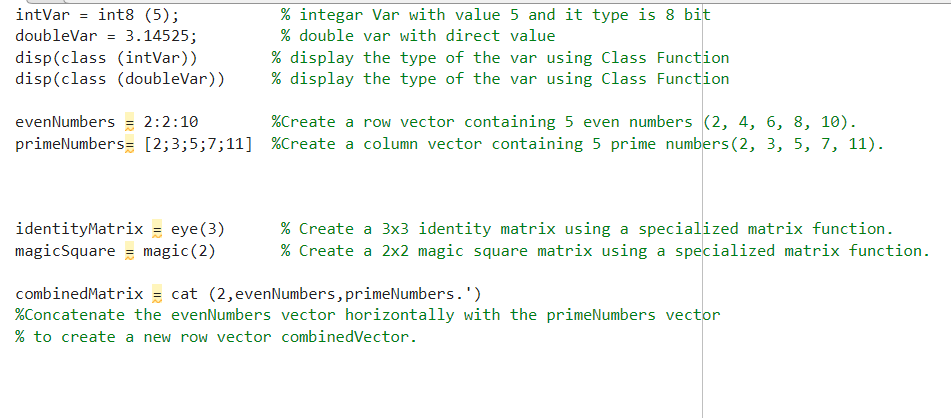 intVar = int8 (5); % integar Var with value 5 and it type is 8 bit
doubleVar = 3.14525; % double var with direct value
disp(class (intVar)) % display the type of the var using Class Function
disp(class (doubleVar)) % display the type of the var using Class Function
evenNumbers = 2:2:10 %Create a row vector containing 5 even numbers (2, 4, 6, 8, 10).
primeNumbers= [2;3;5;7;11] %Create a column vector containing 5 prime numbers(2, 3, 5, 7, 11).
identityMatrix = eye(3) % Create a 3x3 identity matrix using a specialized matrix function.
magicSquare = magic(2) % Create a 2x2 magic square matrix using a specialized matrix function.
combinedMatrix = cat (2,evenNumbers,primeNumbers.')
%Concatenate the evenNumbers vector horizontally with the primeNumbers vector
% to create a new row vector combinedVector.